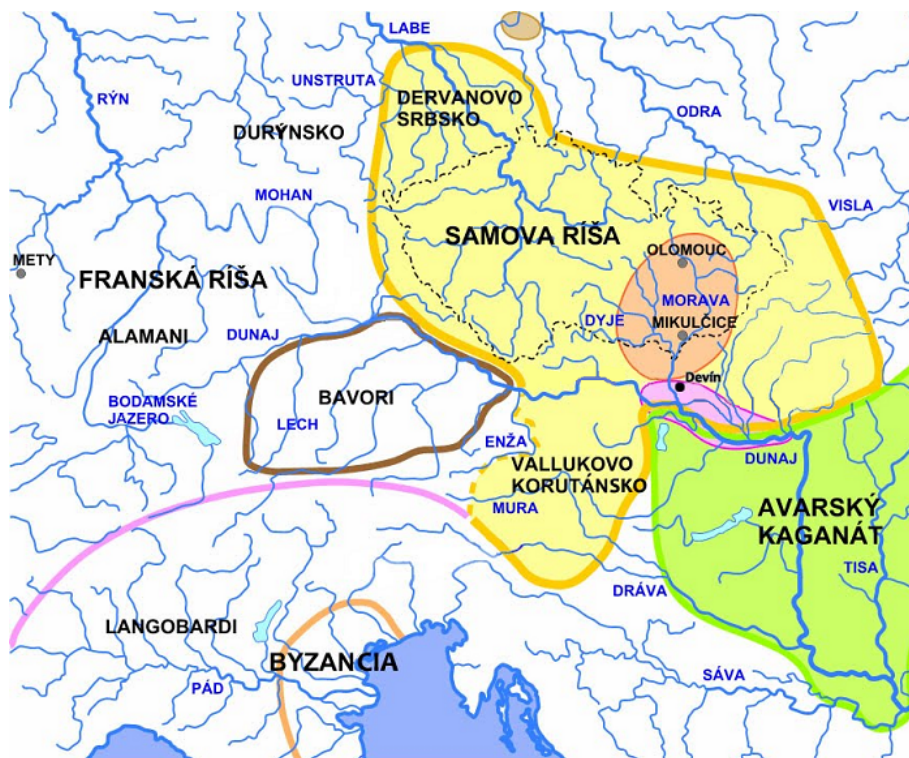 LABE
UNSTRUTA
DERVANOVO
SRBSKO
RÝN
ODRA
DURÝNSKO
MOHAN
VISLA
SAMOVA RÍŠA
OLOMOUC
METY
FRANSKÁ RÍŠA
MORAVA
DYJE
MIKULČICE
ALAMANI
DUNAJ
Devín
BAVORI
BODAMSKÉ
JAZERO
LECH
ENŽA
DUNAJ
VALLUKOVO
KORUTÁNSKO
MURA
AVARSKÝ
KAGANÁT
TISA
DRÁVA
LANGOBARDI
BYZANCIA
SÁVA
PÁD